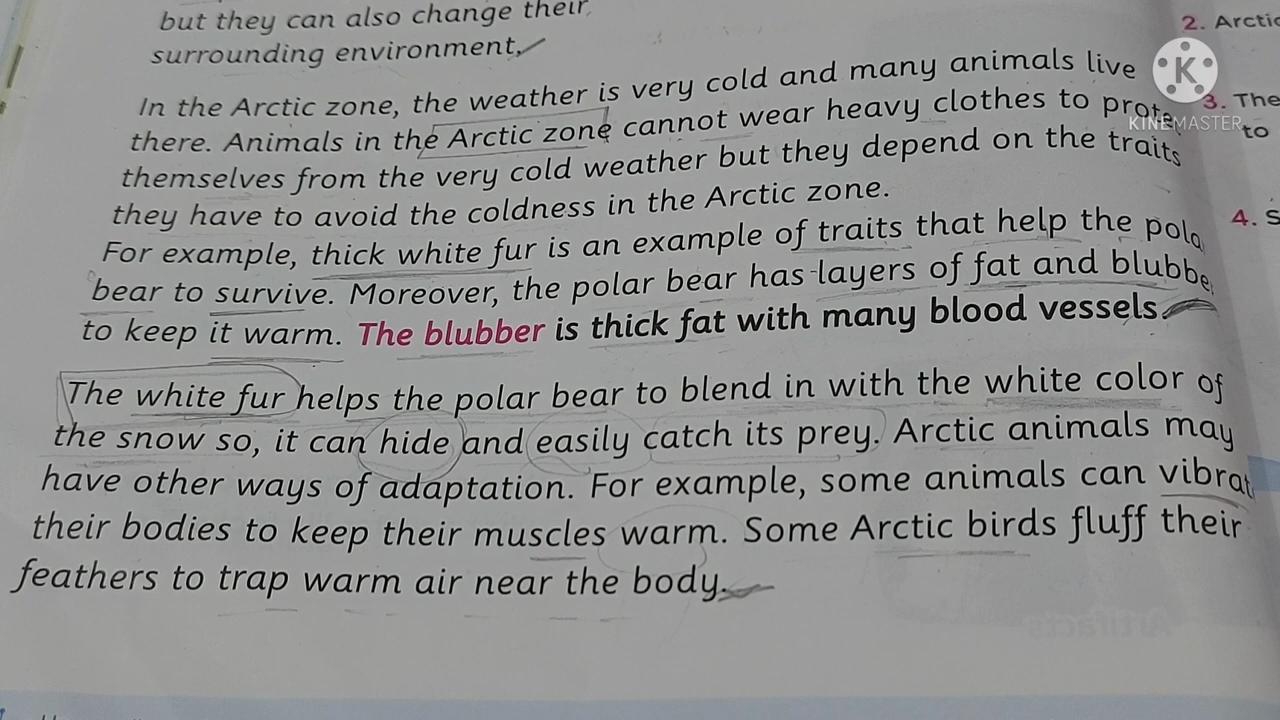 but they can also change their
surrounding environment.
In the Arctic zone, the weather is very cold and many animals live
there. Animals in the Arctic zone cannot wear heavy clothes to prote
themselves from the very cold weather but they depend on the traits
they have to avoid the coldness in the Arctic zone.
For example, thick white fur is an example of traits that help the pola
bear to survive. Moreover, the polar bear has layers of fat and blubbe
to keep it warm. The blubber is thick fat with many blood vessels.
The white fur helps the polar bear to blend in with the white color of
the snow so, it can hide and easily catch its prey. Arctic animals may
have other ways of adaptation. For example, some animals can vibrat
their bodies to keep their muscles warm. Some Arctic birds fluff their
feathers to trap warm air near the body.
2. Arctic
3. The
to
4. S
K
KINEMASTER
Artifacts